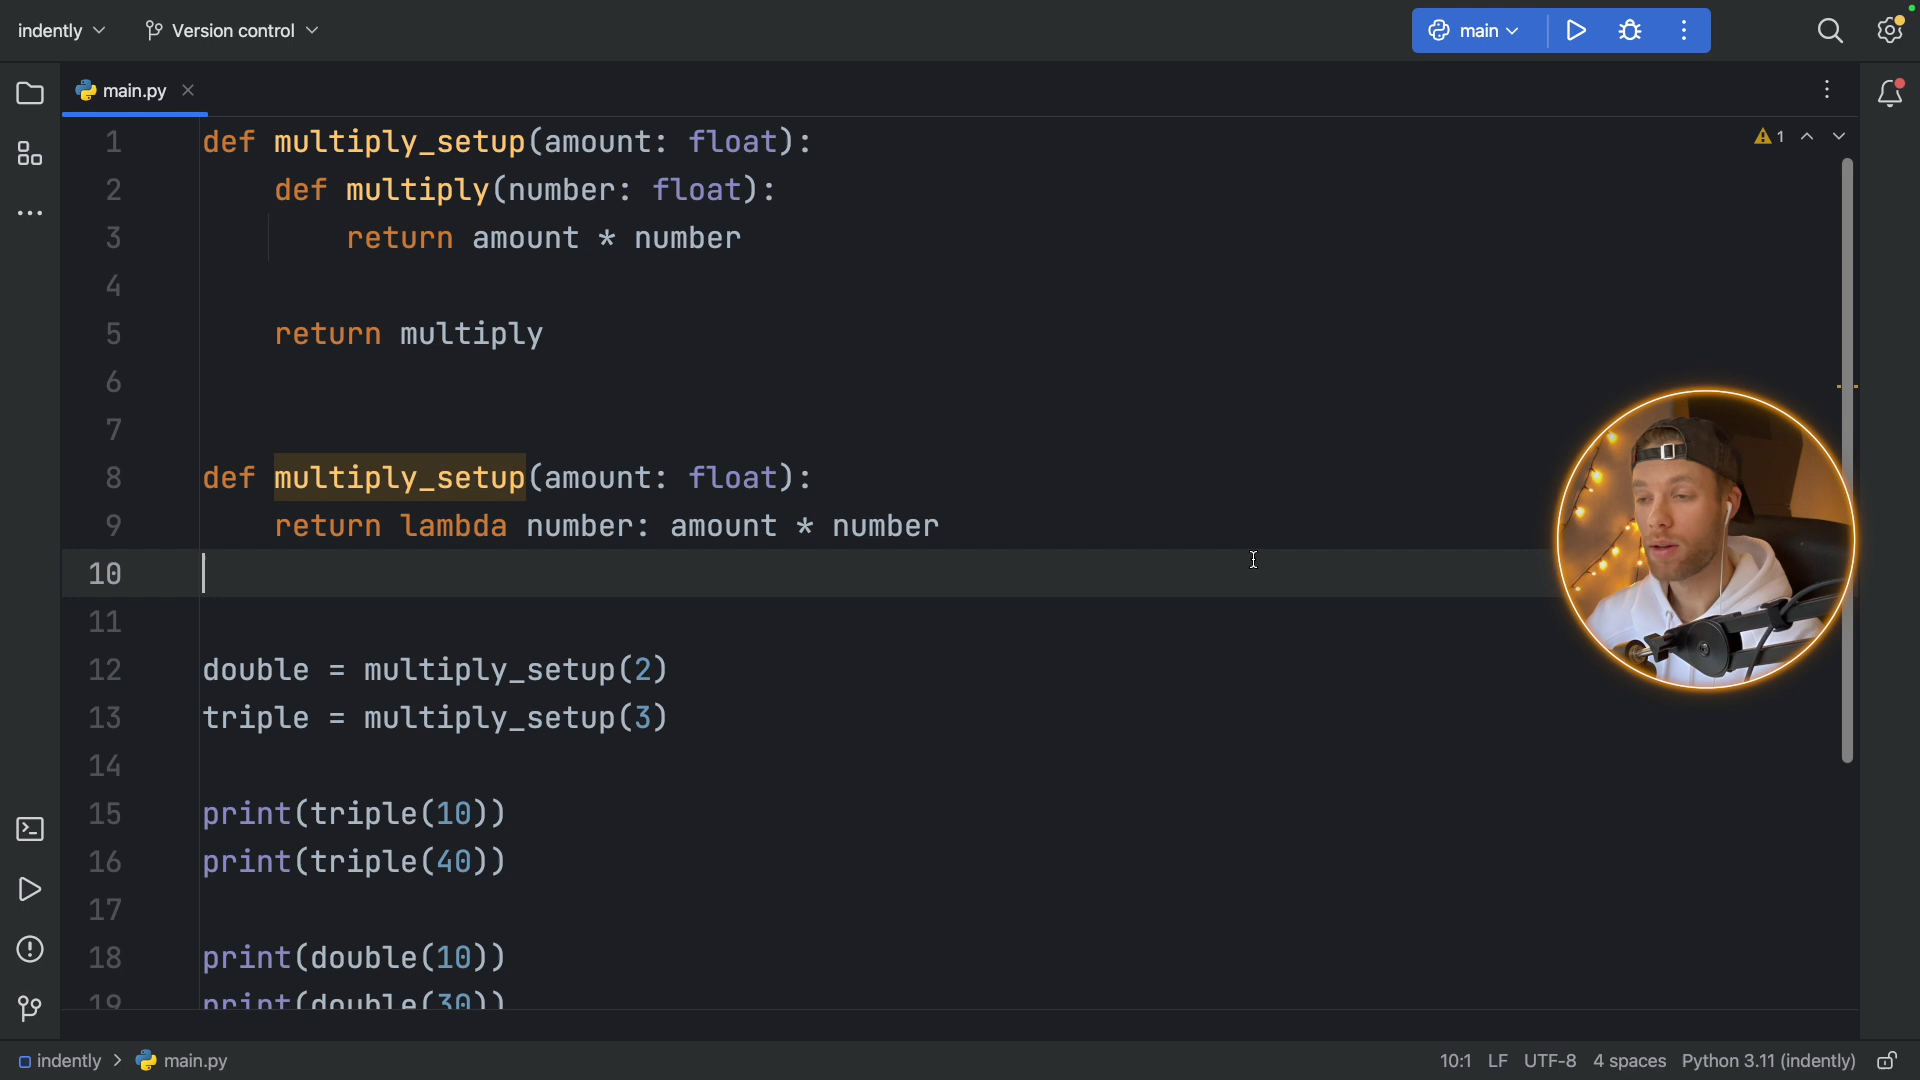 indently
Version control
main
main.py
1
1 def multiply_setup(amount: float):
2 def multiply(number: float):
3 return amount * number
4
5 return multiply
6
7
8 def multiply_setup(amount: float):
9 return lambda number: amount * number
10
11
12 double = multiply_setup(2)
13 triple = multiply_setup(3)
14
15 print(triple(10))
16 print(triple(40))
17
18 print(double(10))
19 print(double(30))
indently > main.py
10:1 LF UTF-8 4 spaces Python 3.11 (indently)